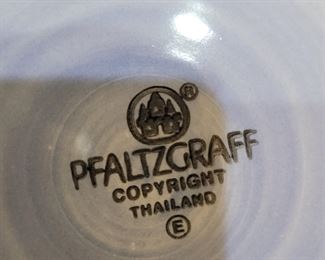 ®
PFALTZGRAFF
COPYRIGHT
THAILAND
E